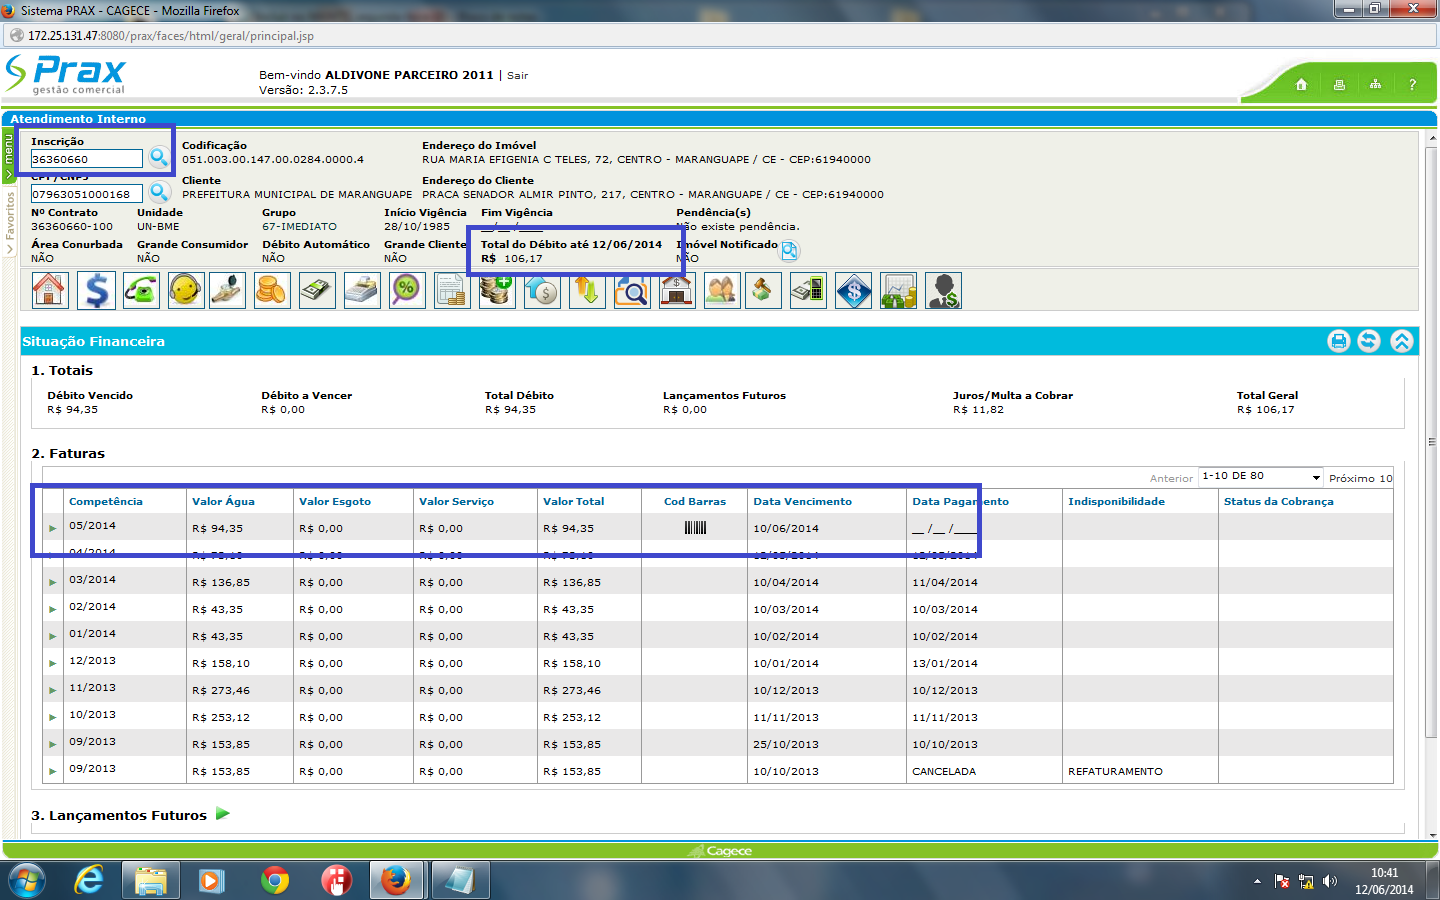 Sistema PRAX - CAGECE - Mozilla Firefox
172.25.131.47:8080/prax/faces/html/geral/principal.jsp
Prax
gestão comercial
Bem-vindo ALDIVONE PARCEIRO 2011 | Sair
Versão: 2.3.7.5
?
Atendimento Interno
menu
Favoritos
Inscrição
36360660
Codificação
051.003.00.147.00.0284.0000.4
Endereço do Imóvel
RUA MARIA EFIGENIA C TELES, 72, CENTRO - MARANGUAPE / CE - CEP:61940000
CPF/CNPJ
07963051000168
Cliente
PREFEITURA MUNICIPAL DE MARANGUAPE
Endereço do Cliente
PRACA SENADOR ALMIR PINTO, 217, CENTRO - MARANGUAPE / CE - CEP:61940000
Nº Contrato Unidade Grupo Início Vigência Fim Vigência Pendência(s)
36360660-100 UN-BME 67-IMEDIATO 28/10/1985 __/__/____ Não existe pendência.
Área Conurbada Grande Consumidor Débito Automático Grande Cliente Total do Débito até 12/06/2014 Imóvel Notificado
NÃO NÃO NÃO NÃO R$ 106,17 NÃO
Situação Financeira
1. Totais
Débito Vencido Débito a Vencer Total Débito Lançamentos Futuros Juros/Multa a Cobrar Total Geral
R$ 94,35 R$ 0,00 R$ 94,35 R$ 0,00 R$ 11,82 R$ 106,17
2. Faturas
Anterior 1-10 DE 80 Próximo 10
Competência Valor Água Valor Esgoto Valor Serviço Valor Total Cod Barras Data Vencimento Data Pagamento Indisponibilidade Status da Cobrança
05/2014 R$ 94,35 R$ 0,00 R$ 0,00 R$ 94,35 10/06/2014 __/__/____
04/2014 R$ 0,00 R$ 0,00
03/2014 R$ 136,85 R$ 0,00 R$ 0,00 R$ 136,85 10/04/2014 11/04/2014
02/2014 R$ 43,35 R$ 0,00 R$ 0,00 R$ 43,35 10/03/2014 10/03/2014
01/2014 R$ 43,35 R$ 0,00 R$ 0,00 R$ 43,35 10/02/2014 10/02/2014
12/2013 R$ 158,10 R$ 0,00 R$ 0,00 R$ 158,10 10/01/2014 13/01/2014
11/2013 R$ 273,46 R$ 0,00 R$ 0,00 R$ 273,46 10/12/2013 10/12/2013
10/2013 R$ 253,12 R$ 0,00 R$ 0,00 R$ 253,12 11/11/2013 11/11/2013
09/2013 R$ 153,85 R$ 0,00 R$ 0,00 R$ 153,85 25/10/2013 10/10/2013
09/2013 R$ 153,85 R$ 0,00 R$ 0,00 R$ 153,85 10/10/2013 CANCELADA REFATURAMENTO
3. Lançamentos Futuros
Cagece
10:41
12/06/2014